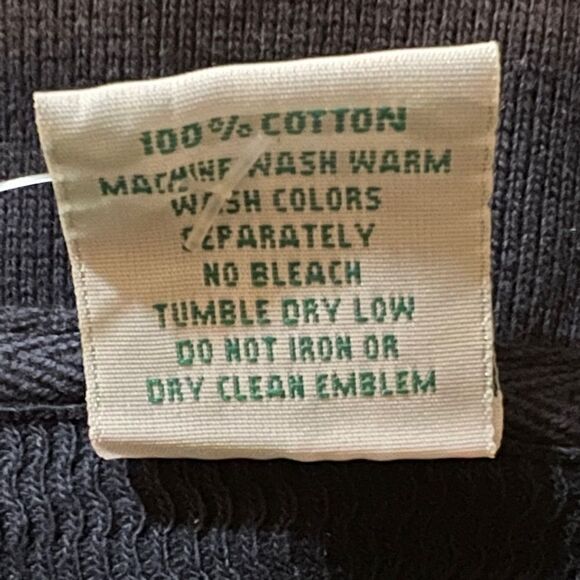 100% COTTON
MACHINE WASH WARM
WASH COLORS
SEPARATELY
NO BLEACH
TUMBLE DRY LOW
DO NOT IRON OR
DRY CLEAN EMBLEM